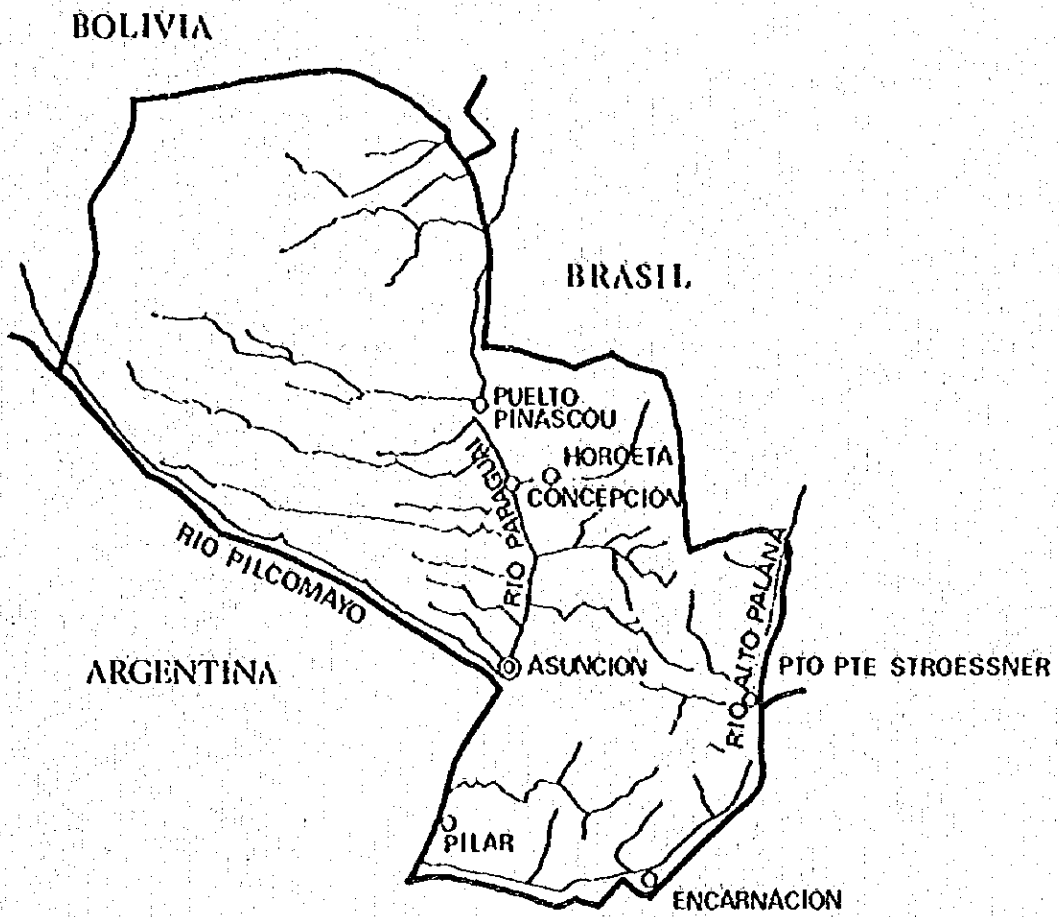 BOLIVIA
BRASIL
PUELTO
PINASCOU
HOROETA
CONCEPCION
RIO PARAGUAI
RIO PILCOMAYO
RIO ALTO PALANA
ASUNCION
PTO PTE STROESSNER
ARGENTINA
PILAR
ENCARNACION